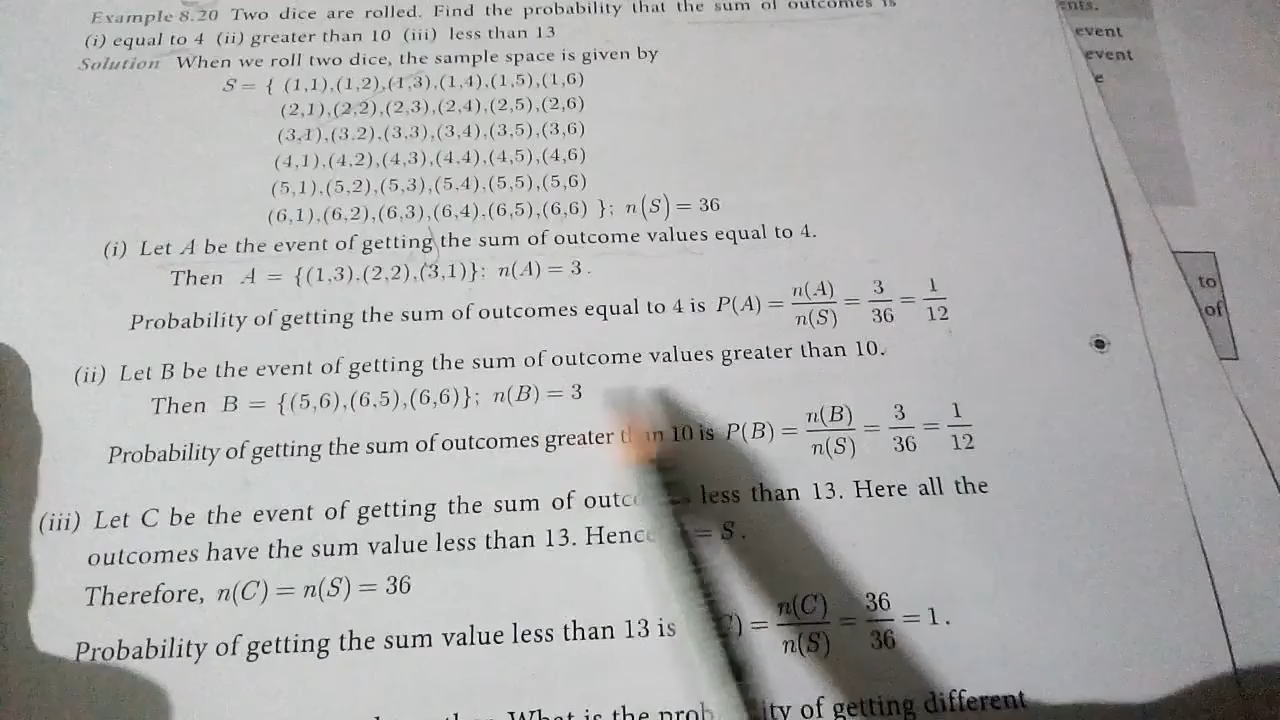 Example 8.20 Two dice are rolled. Find the probability that the sum of outcomes is
(i) equal to 4 (ii) greater than 10 (iii) less than 13
Solution When we roll two dice, the sample space is given by
S = { (1,1),(1,2),(1,3),(1,4),(1,5),(1,6)
(2,1),(2,2),(2,3),(2,4),(2,5),(2,6)
(3,1),(3,2),(3,3),(3,4),(3,5),(3,6)
(4,1),(4,2),(4,3),(4,4),(4,5),(4,6)
(5,1),(5,2),(5,3),(5,4),(5,5),(5,6)
(6,1),(6,2),(6,3),(6,4),(6,5),(6,6) }; n(S) = 36
(i) Let A be the event of getting the sum of outcome values equal to 4.
Then A = {(1,3),(2,2),(3,1)}; n(A) = 3.
Probability of getting the sum of outcomes equal to 4 is P(A) = n(A)/n(S) = 3/36 = 1/12
(ii) Let B be the event of getting the sum of outcome values greater than 10.
Then B = {(5,6),(6,5),(6,6)}; n(B) = 3
Probability of getting the sum of outcomes greater than 10 is P(B) = n(B)/n(S) = 3/36 = 1/12
(iii) Let C be the event of getting the sum of less than 13. Here all the
outcomes have the sum value less than 13. = S.
Therefore, n(C) = n(S) = 36
Probability of getting the sum value less than 13 is = n(C)/n(S) = 36/36 = 1.
What is the of getting different
event
event
e
to
of